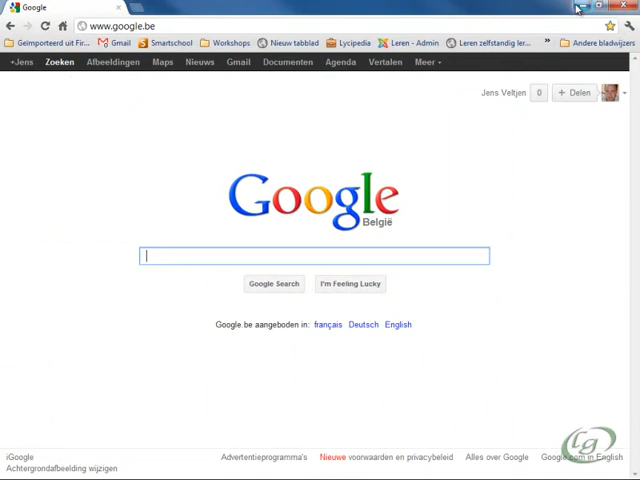 Google
www.google.be
Geïmporteerd uit Fir... Gmail Smartschool Workshops Nieuw tabblad Lycipedia Leren - Admin Leren zelfstandig ler... » Andere bladwijzers
+Jens Zoeken Afbeeldingen Maps Nieuws Gmail Documenten Agenda Vertalen Meer
Jens Veltjen 0 + Delen
Google
België
Google Search I'm Feeling Lucky
Google.be aangeboden in: français Deutsch English
lg
iGoogle Advertentieprogramma's Nieuwe voorwaarden en privacybeleid Alles over Google Google.com in English
Achtergrondafbeelding wijzigen